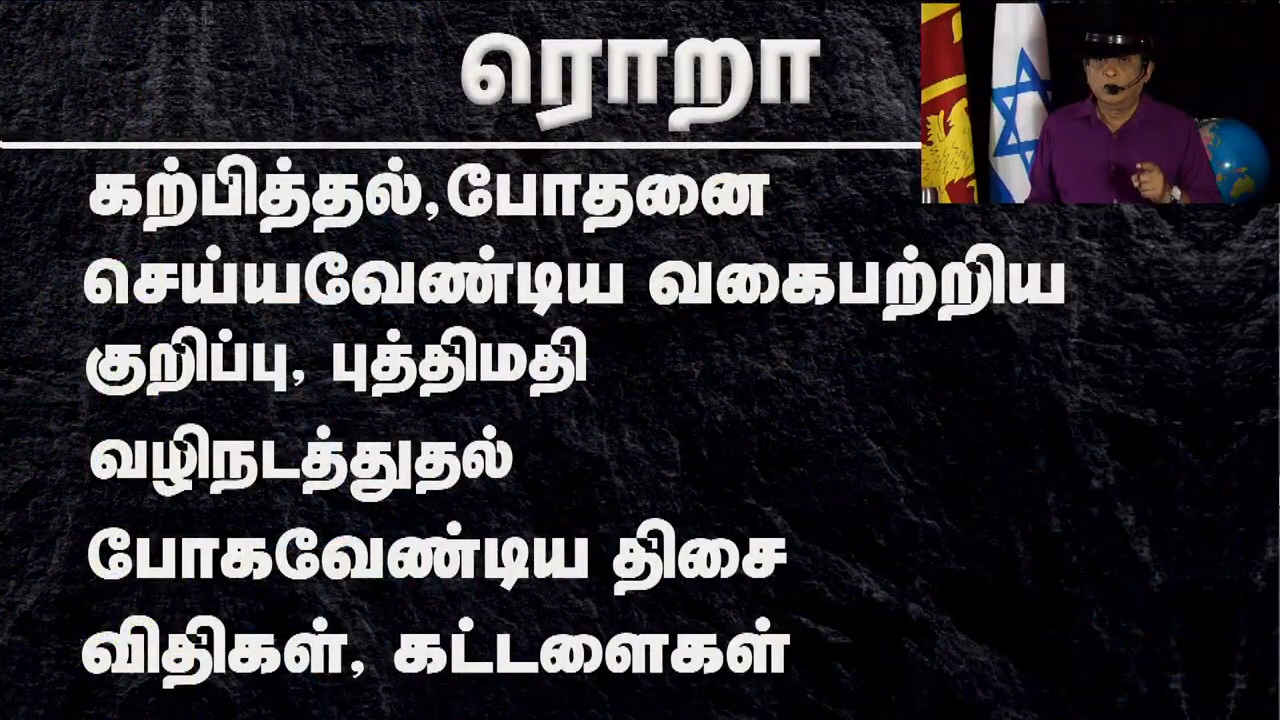 ரொறா
கற்பித்தல்,போதனை
செய்யவேண்டிய வகைபற்றிய
குறிப்பு, புத்திமதி
வழிநடத்துதல்
போகவேண்டிய திசை
விதிகள், கட்டளைகள்